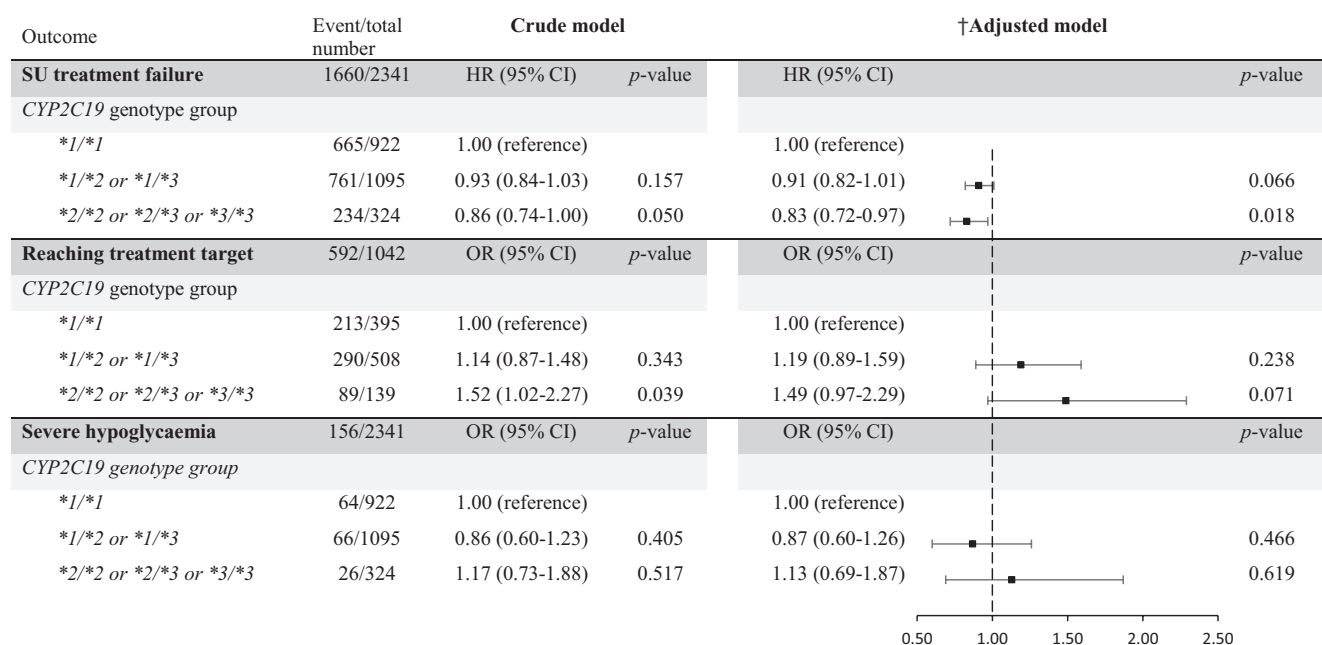 Outcome Event/total number Crude model †Adjusted model
SU treatment failure 1660/2341 HR (95% CI) p-value HR (95% CI) p-value
CYP2C19 genotype group
*1/*1 665/922 1.00 (reference) 1.00 (reference)
*1/*2 or *1/*3 761/1095 0.93 (0.84-1.03) 0.157 0.91 (0.82-1.01) 0.066
*2/*2 or *2/*3 or *3/*3 234/324 0.86 (0.74-1.00) 0.050 0.83 (0.72-0.97) 0.018
Reaching treatment target 592/1042 OR (95% CI) p-value OR (95% CI) p-value
CYP2C19 genotype group
*1/*1 213/395 1.00 (reference) 1.00 (reference)
*1/*2 or *1/*3 290/508 1.14 (0.87-1.48) 0.343 1.19 (0.89-1.59) 0.238
*2/*2 or *2/*3 or *3/*3 89/139 1.52 (1.02-2.27) 0.039 1.49 (0.97-2.29) 0.071
Severe hypoglycaemia 156/2341 OR (95% CI) p-value OR (95% CI) p-value
CYP2C19 genotype group
*1/*1 64/922 1.00 (reference) 1.00 (reference)
*1/*2 or *1/*3 66/1095 0.86 (0.60-1.23) 0.405 0.87 (0.60-1.26) 0.466
*2/*2 or *2/*3 or *3/*3 26/324 1.17 (0.73-1.88) 0.517 1.13 (0.69-1.87) 0.619
0.50 1.00 1.50 2.00 2.50